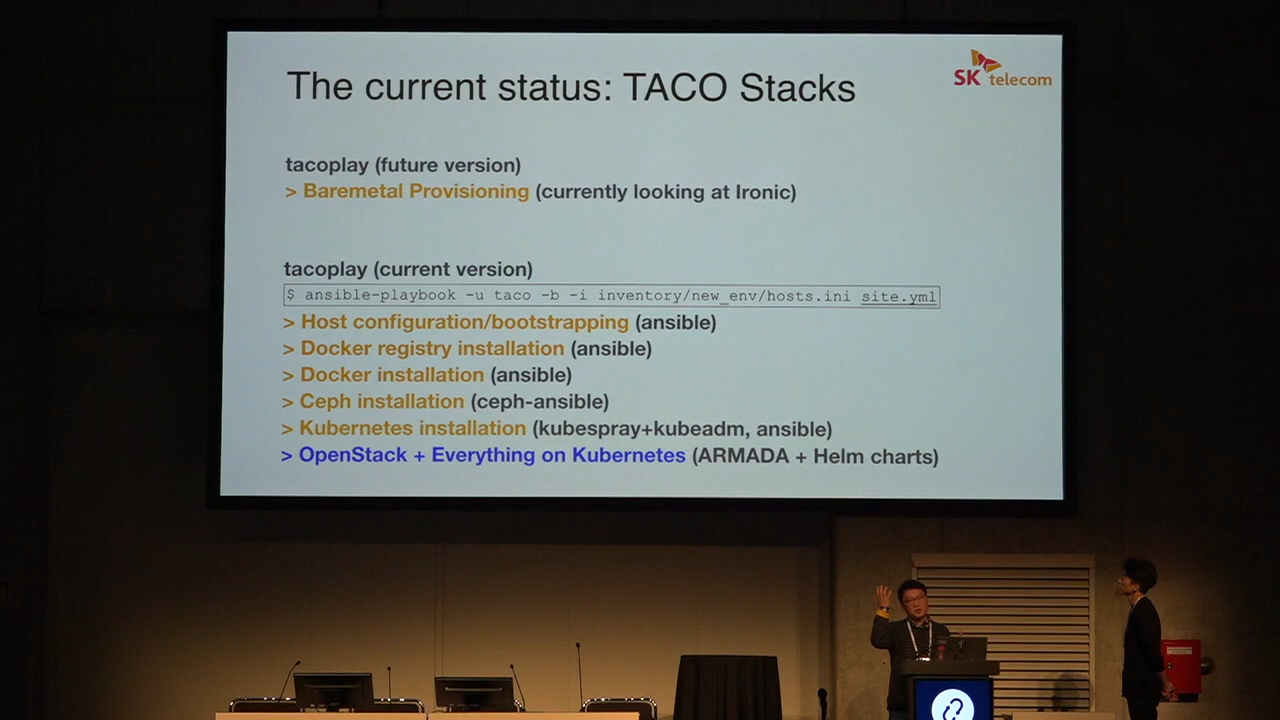 The current status: TACO Stacks
SK telecom
tacoplay (future version)
> Baremetal Provisioning (currently looking at Ironic)
tacoplay (current version)
$ ansible-playbook -u taco -b -i inventory/new_env/hosts.ini site.yml
> Host configuration/bootstrapping (ansible)
> Docker registry installation (ansible)
> Docker installation (ansible)
> Ceph installation (ceph-ansible)
> Kubernetes installation (kubespray+kubeadm, ansible)
> OpenStack + Everything on Kubernetes (ARMADA + Helm charts)